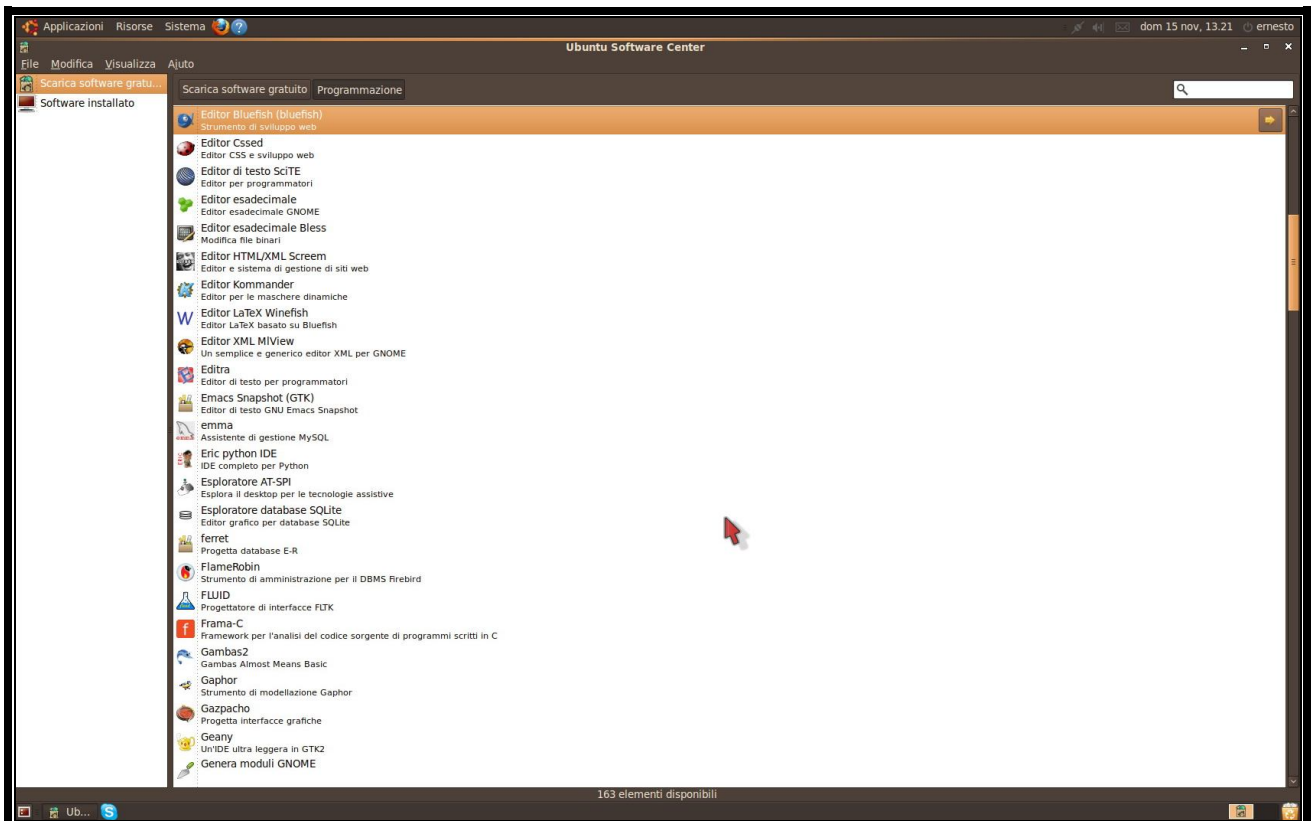 Applicazioni Risorse Sistema dom 15 nov, 13.21 ernesto
Ubuntu Software Center
File Modifica Visualizza Aiuto
Scarica software gratu...
Software installato
Scarica software gratuito Programmazione
Editor Bluefish (bluefish)
Strumento di sviluppo web
Editor Cssed
Editor CSS e sviluppo web
Editor di testo SciTE
Editor per programmatori
Editor esadecimale
Editor esadecimale GNOME
Editor esadecimale Bless
Modifica file binari
Editor HTML/XML Screem
Editor e sistema di gestione di siti web
Editor Kommander
Editor per le maschere dinamiche
Editor LaTeX Winefish
Editor LaTeX basato su Bluefish
Editor XML MlView
Un semplice e generico editor XML per GNOME
Editra
Editor di testo per programmatori
Emacs Snapshot (GTK)
Editor di testo GNU Emacs Snapshot
emma
Assistente di gestione MySQL
Eric python IDE
IDE completo per Python
Esploratore AT-SPI
Esplora il desktop per le tecnologie assistive
Esploratore database SQLite
Editor grafico per database SQLite
ferret
Progetta database E-R
FlameRobin
Strumento di amministrazione per il DBMS Firebird
FLUID
Progettatore di interfacce FLTK
Frama-C
Framework per l'analisi del codice sorgente di programmi scritti in C
Gambas2
Gambas Almost Means Basic
Gaphor
Strumento di modellazione Gaphor
Gazpacho
Progetta interfacce grafiche
Geany
Un'IDE ultra leggera in GTK2
Genera moduli GNOME
163 elementi disponibili
Ub...